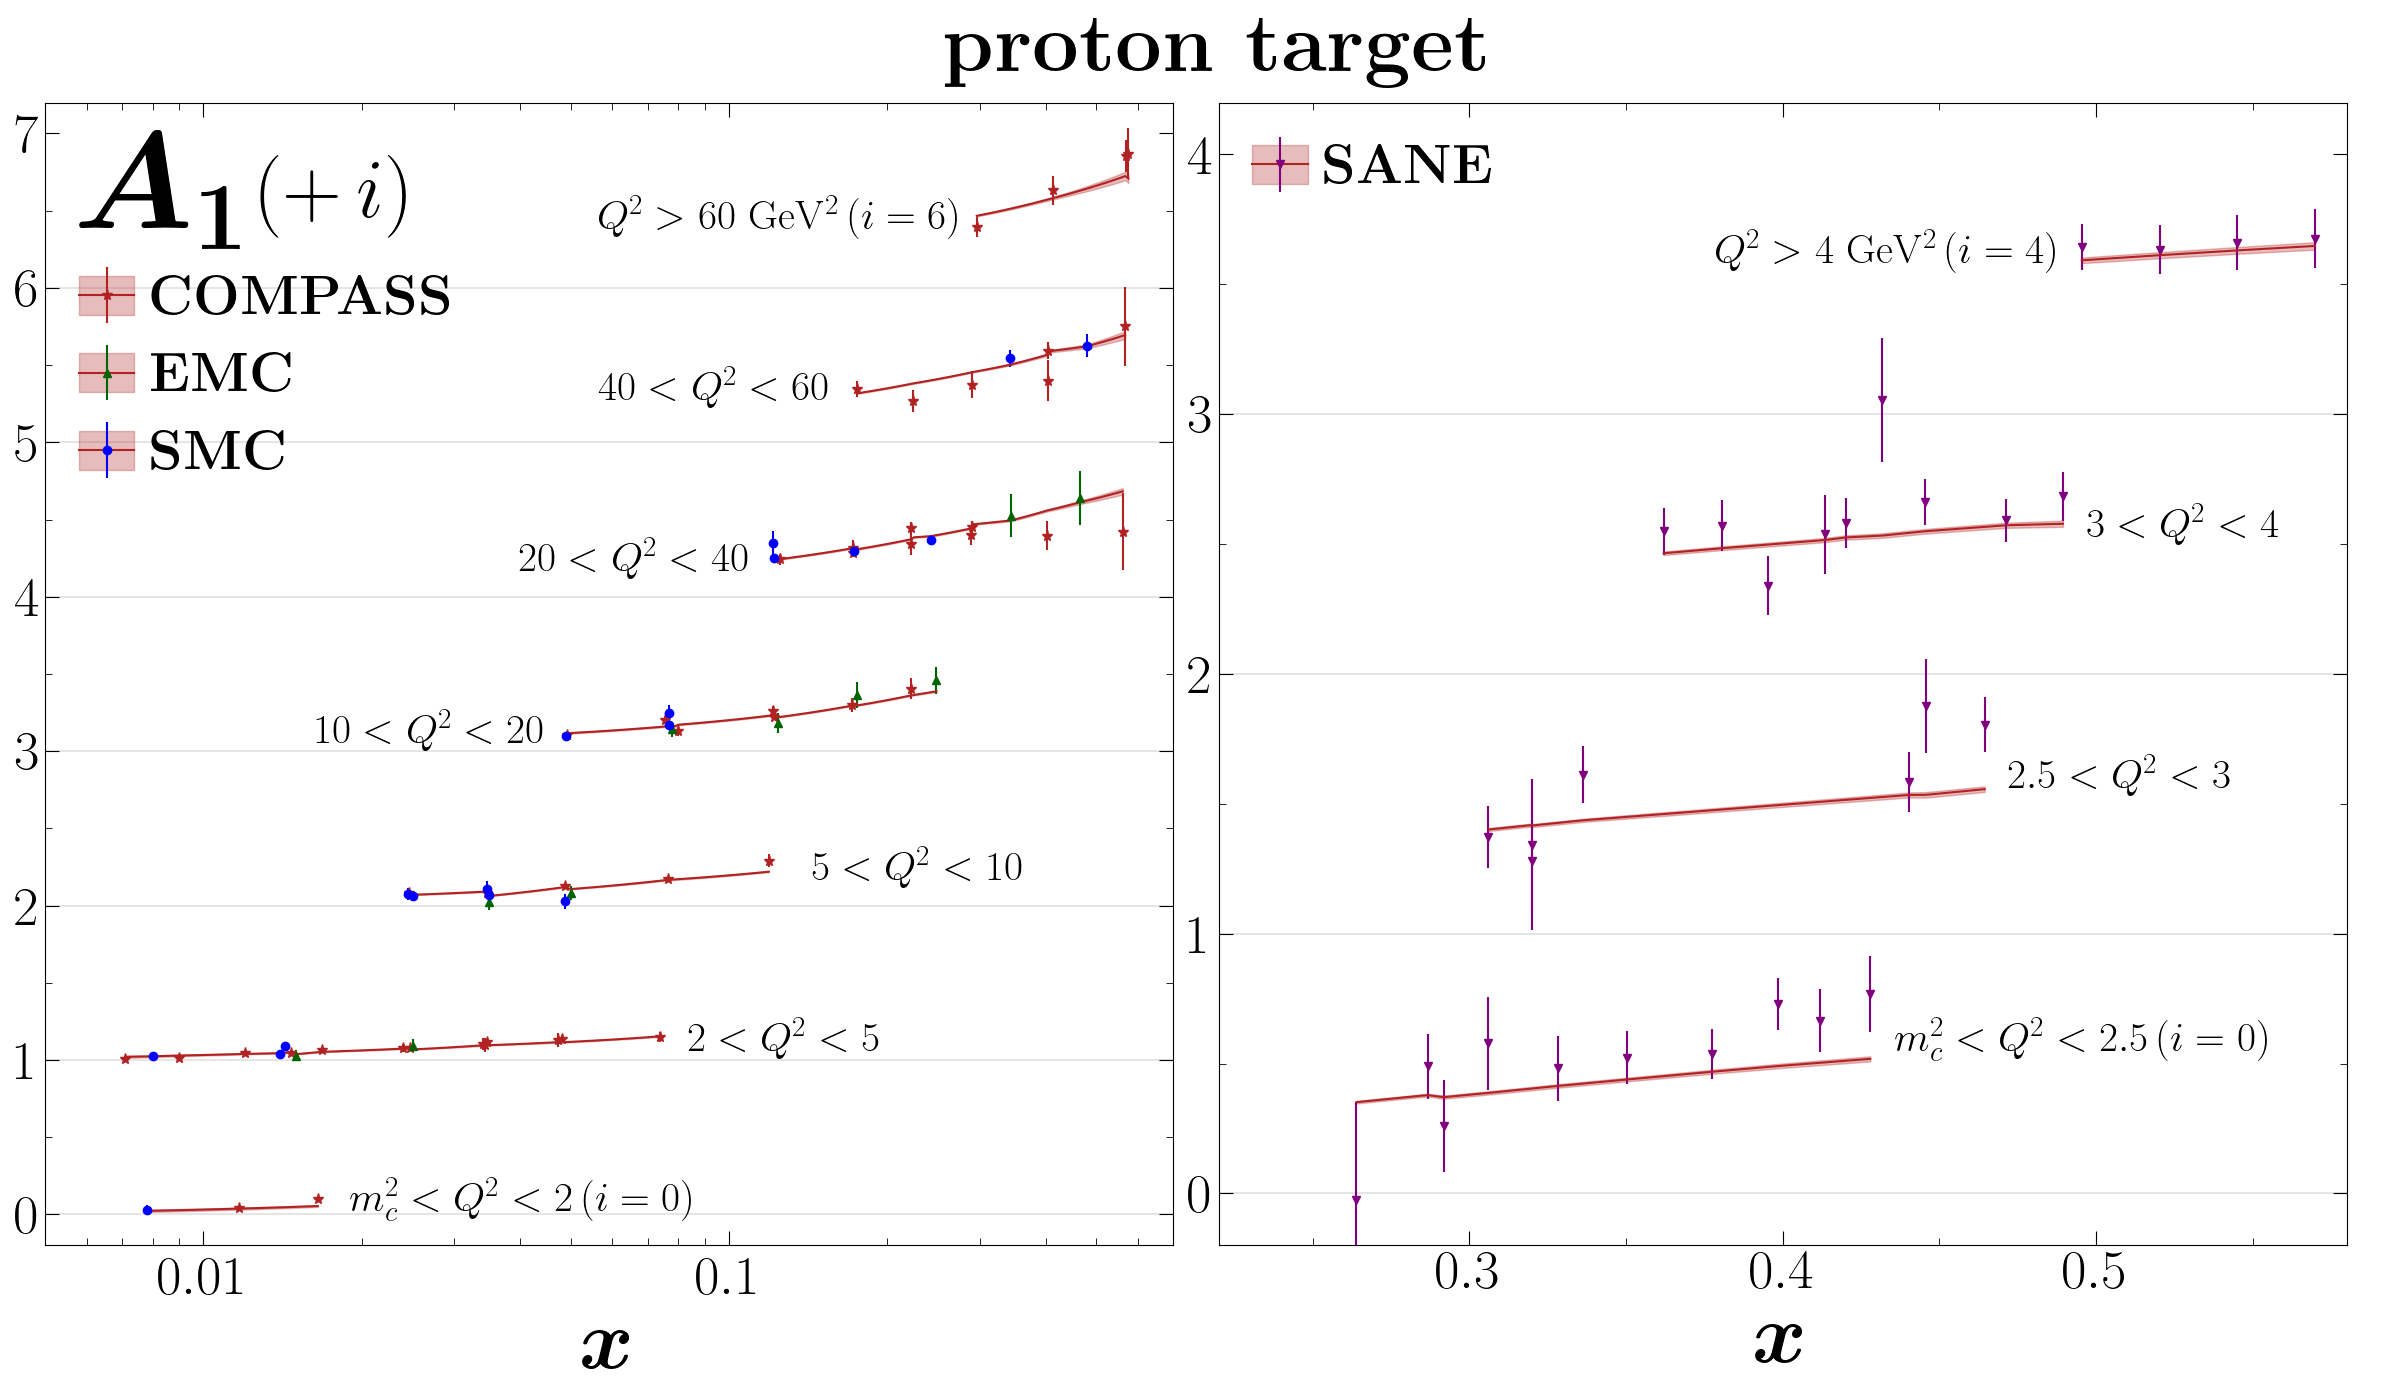 proton target
A₁(+ i)
COMPASS
EMC
SMC
Q² > 60 GeV² (i = 6)
40 < Q² < 60
20 < Q² < 40
10 < Q² < 20
5 < Q² < 10
2 < Q² < 5
m_c² < Q² < 2 (i = 0)
7
6
5
4
3
2
1
0
0.01 0.1
x
SANE
Q² > 4 GeV² (i = 4)
3 < Q² < 4
2.5 < Q² < 3
m_c² < Q² < 2.5 (i = 0)
4
3
2
1
0
0.3 0.4 0.5
x